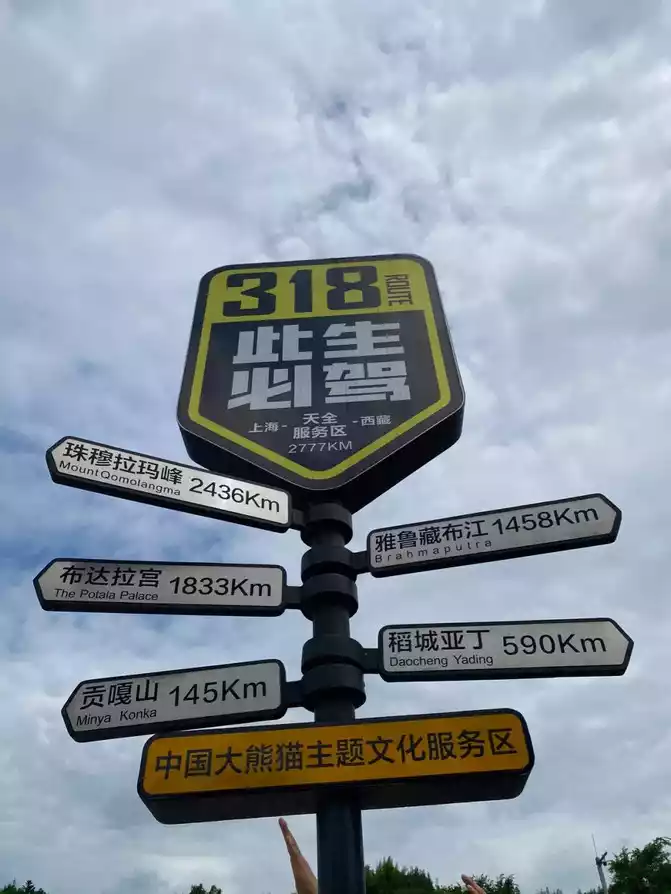 318 ROUTE
此生
必驾
上海-天全服务区-西藏
2777KM
珠穆拉玛峰 2436Km
Mount Qomolangma
雅鲁藏布江 1458Km
Brahmaputra
布达拉宫 1833Km
The Potala Palace
稻城亚丁 590Km
Daocheng Yading
贡嘎山 145Km
Minya Konka
中国大熊猫主题文化服务区